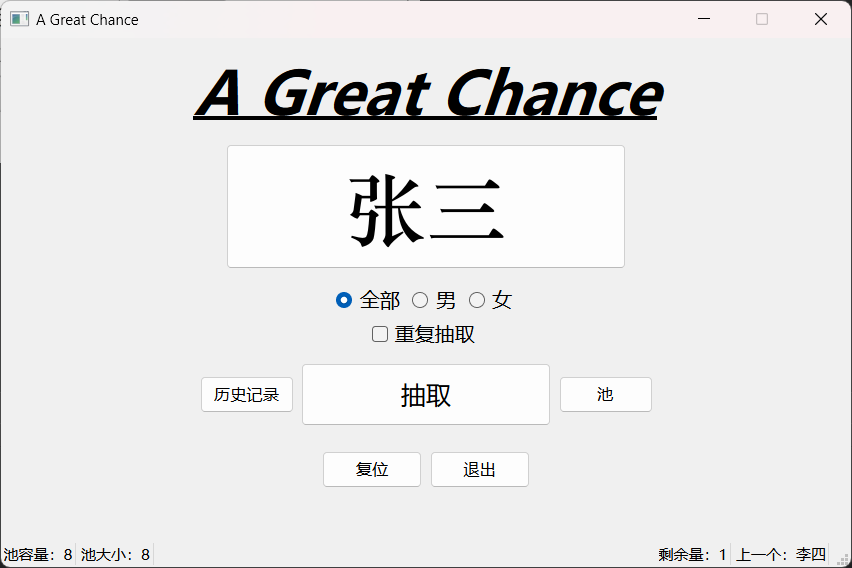 A Great Chance
A Great Chance
张三
全部 男 女
重复抽取
历史记录 抽取 池
复位 退出
池容量：8 池大小：8 剩余量：1 上一个：李四